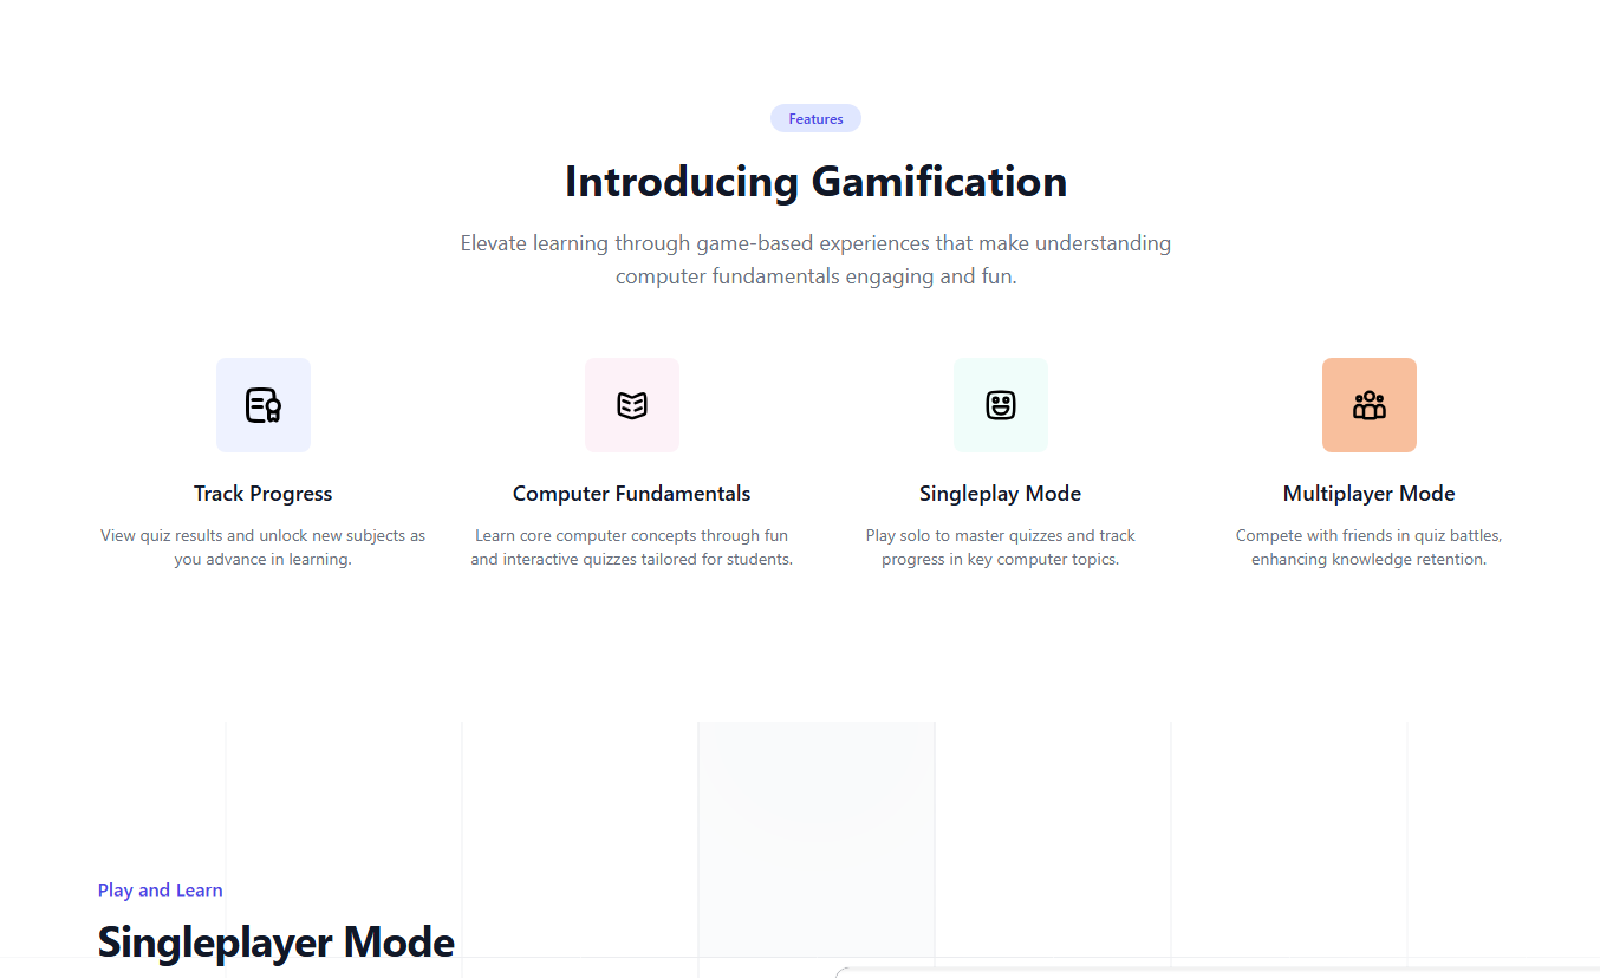 Features
Introducing Gamification
Elevate learning through game-based experiences that make understanding
computer fundamentals engaging and fun.
Track Progress
View quiz results and unlock new subjects as
you advance in learning.
Computer Fundamentals
Learn core computer concepts through fun
and interactive quizzes tailored for students.
Singleplay Mode
Play solo to master quizzes and track
progress in key computer topics.
Multiplayer Mode
Compete with friends in quiz battles,
enhancing knowledge retention.
Play and Learn
Singleplayer Mode